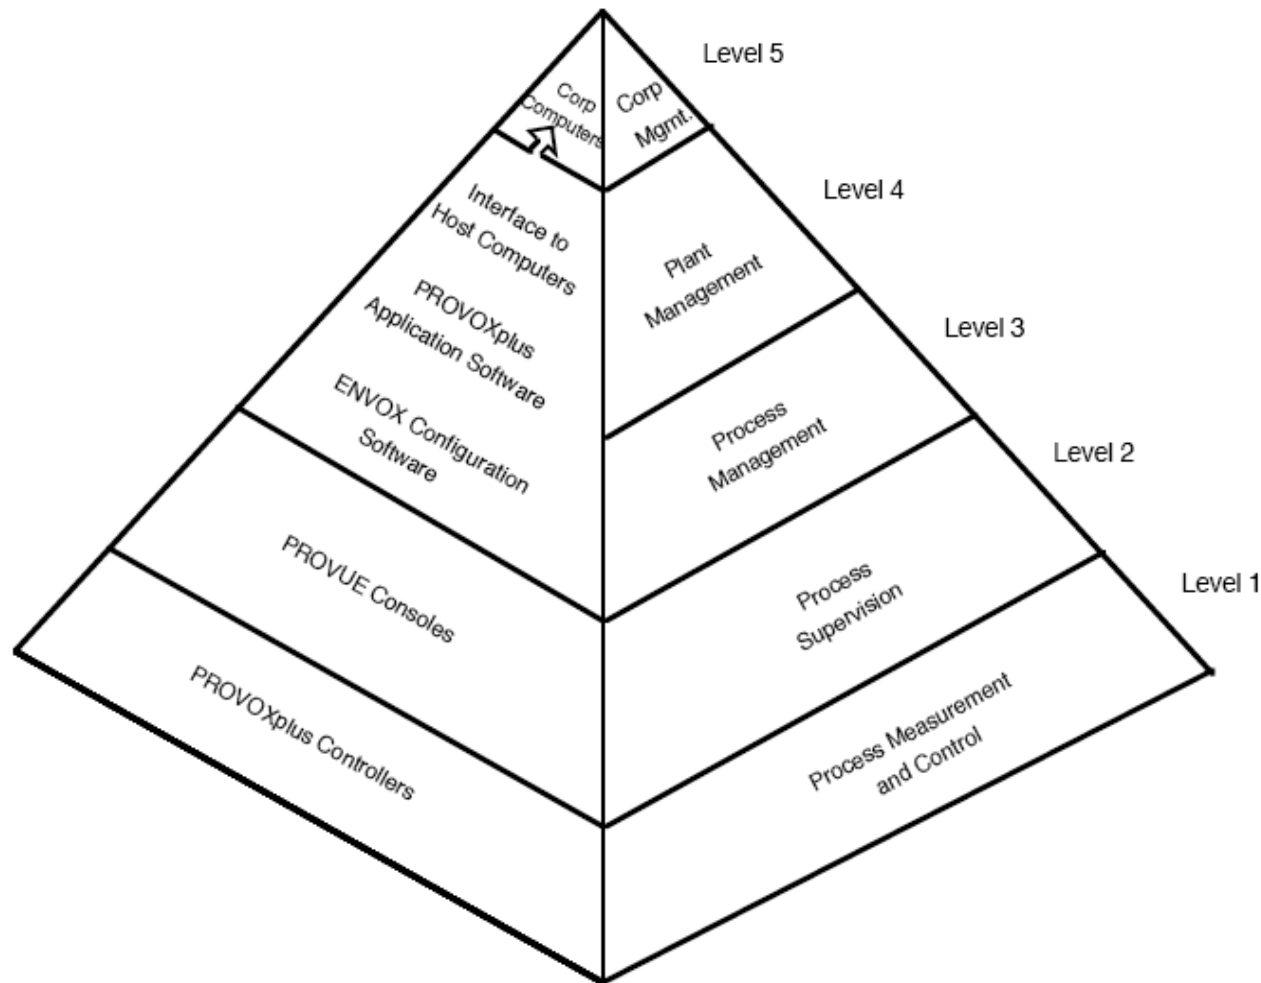 Level 5
Corp
Computers
Corp
Mgmt.
Level 4
Interface to
Host Computers
PROVOXplus
Application Software
ENVOX Configuration
Software
Plant
Management
Level 3
Process
Management
Level 2
PROVUE Consoles
Process
Supervision
Level 1
PROVOXplus Controllers
Process Measurement
and Control